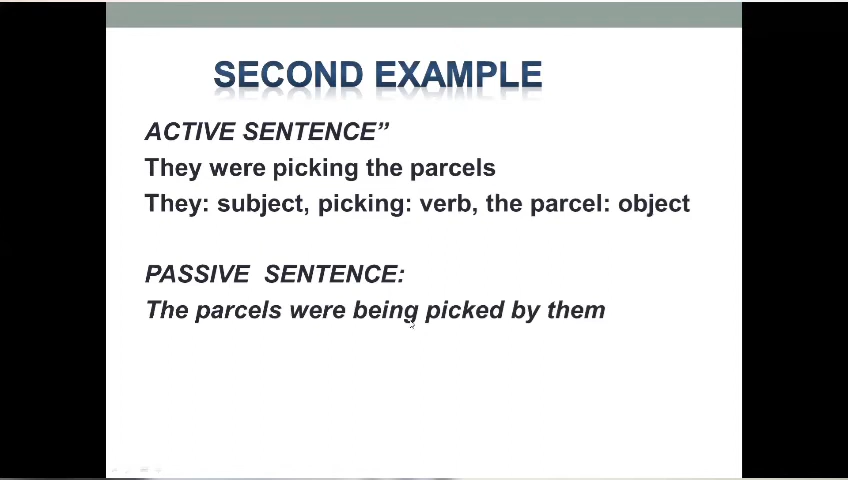 SECOND EXAMPLE
ACTIVE SENTENCE”
They were picking the parcels
They: subject, picking: verb, the parcel: object
PASSIVE SENTENCE:
The parcels were being picked by them